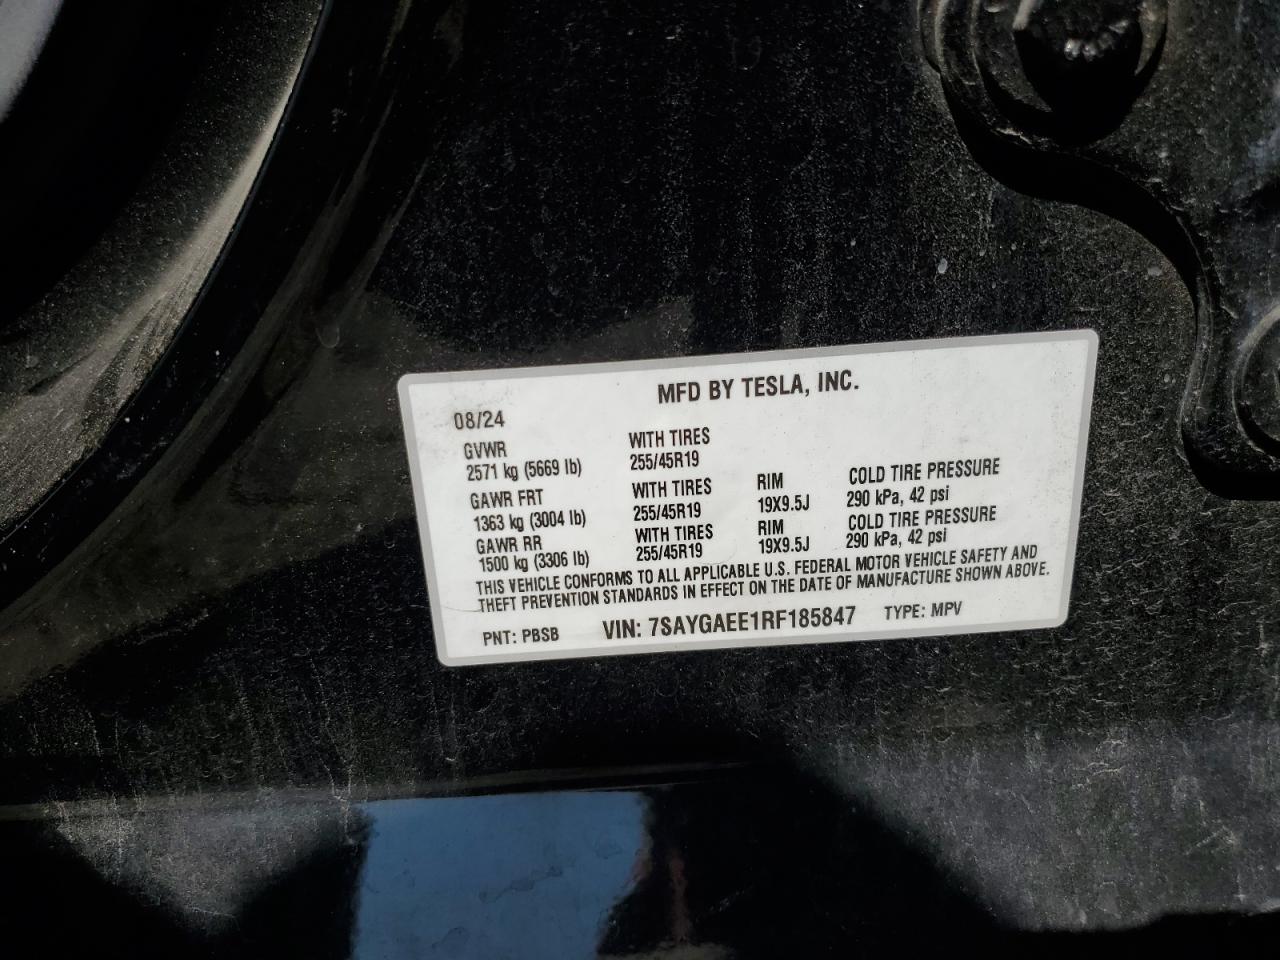 MFD BY TESLA, INC.
08/24
GVWR WITH TIRES
2571 kg (5669 lb) 255/45R19
GAWR FRT WITH TIRES RIM COLD TIRE PRESSURE
1363 kg (3004 lb) 255/45R19 19X9.5J 290 kPa, 42 psi
GAWR RR WITH TIRES RIM COLD TIRE PRESSURE
1500 kg (3306 lb) 255/45R19 19X9.5J 290 kPa, 42 psi
THIS VEHICLE CONFORMS TO ALL APPLICABLE U.S. FEDERAL MOTOR VEHICLE SAFETY AND
THEFT PREVENTION STANDARDS IN EFFECT ON THE DATE OF MANUFACTURE SHOWN ABOVE.
PNT: PBSB VIN: 7SAYGAEE1RF185847 TYPE: MPV